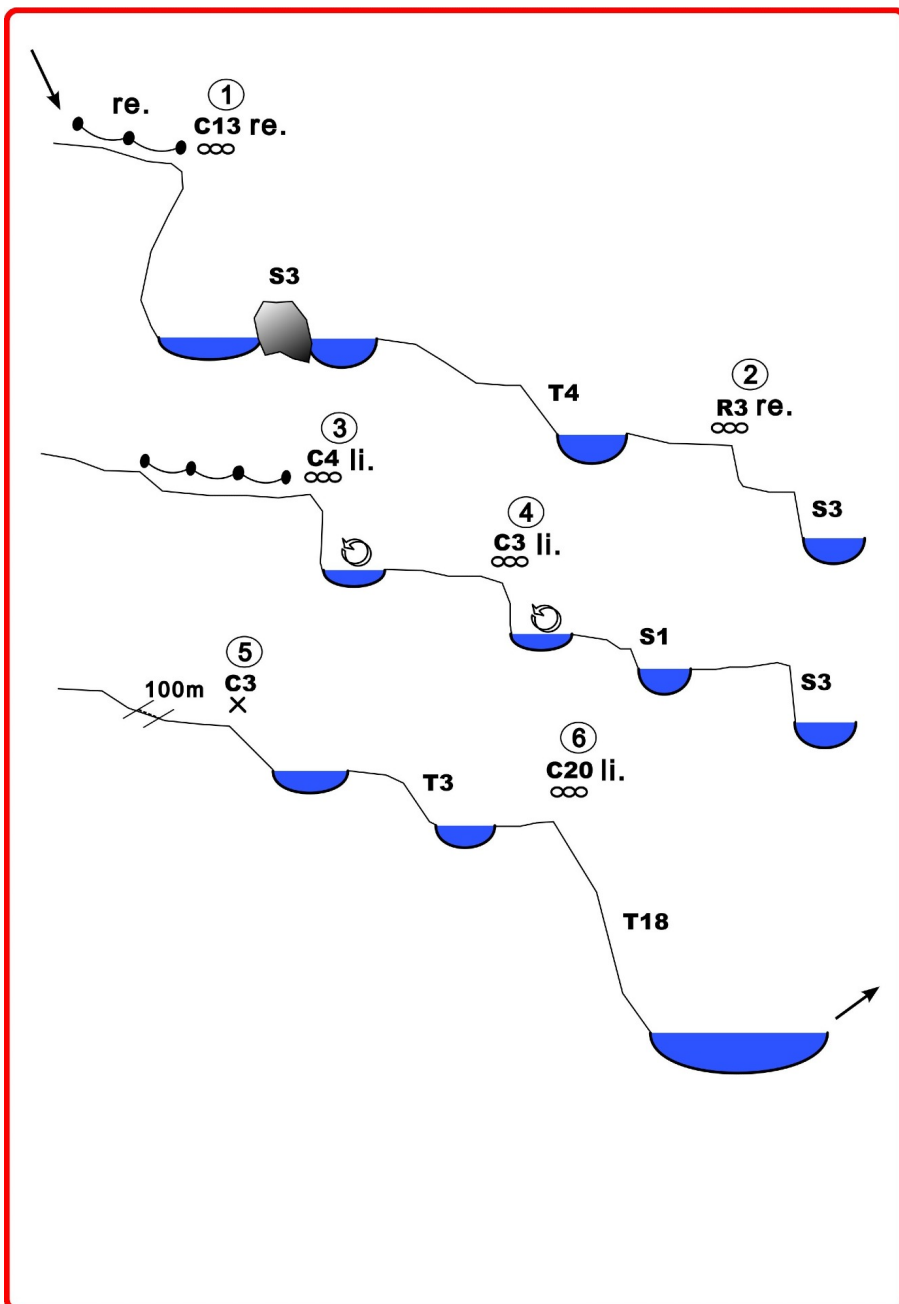 1
re.
C13 re.
S3
2
T4
R3 re.
3
C4 li.
S3
4
C3 li.
S1
5
100m
C3
S3
6
T3
C20 li.
T18